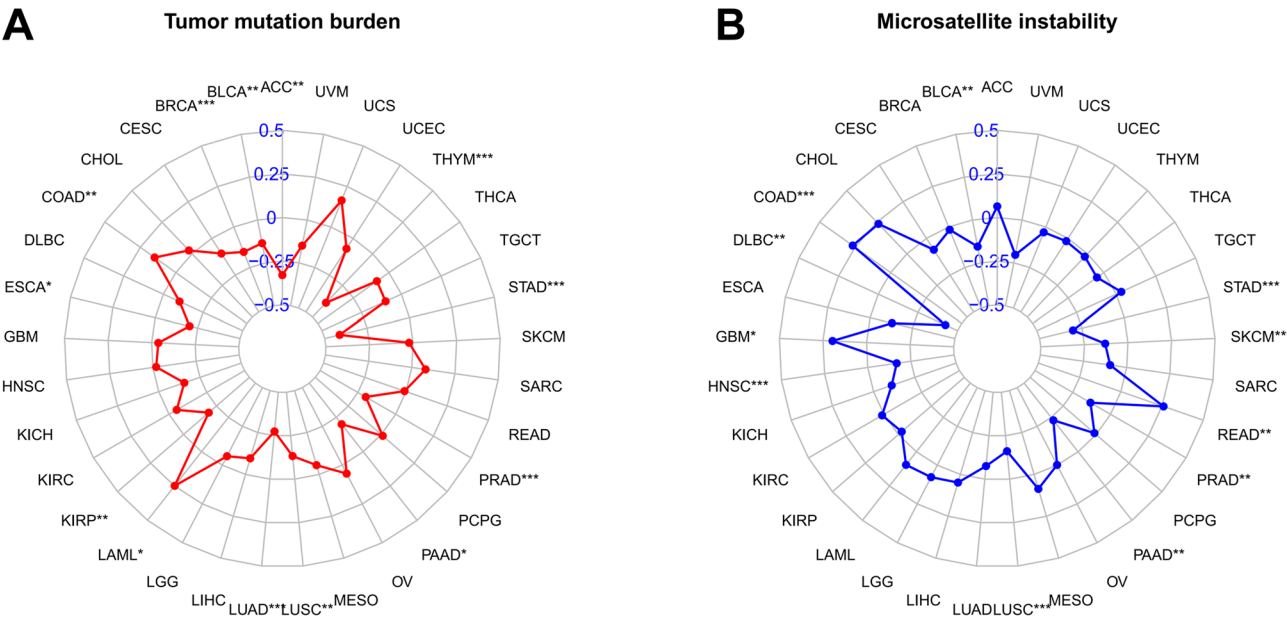 A
Tumor mutation burden
ACC**
UVM
UCS
UCEC
THYM***
THCA
TGCT
STAD***
SKCM
SARC
READ
PRAD***
PCPG
PAAD*
OV
MESO
LUSC**
LUAD***
LIHC
LGG
LAML*
KIRP**
KIRC
KICH
HNSC
GBM
ESCA*
DLBC
COAD**
CHOL
CESC
BRCA***
BLCA**
0.5
0.25
0
−0.25
−0.5
B
Microsatellite instability
ACC
UVM
UCS
UCEC
THYM
THCA
TGCT
STAD***
SKCM**
SARC
READ**
PRAD**
PCPG
PAAD**
OV
MESO
LUSC***
LUAD
LIHC
LGG
LAML
KIRP
KIRC
KICH
HNSC***
GBM*
ESCA
DLBC**
COAD***
CHOL
CESC
BRCA
BLCA**
0.5
0.25
0
−0.25
−0.5